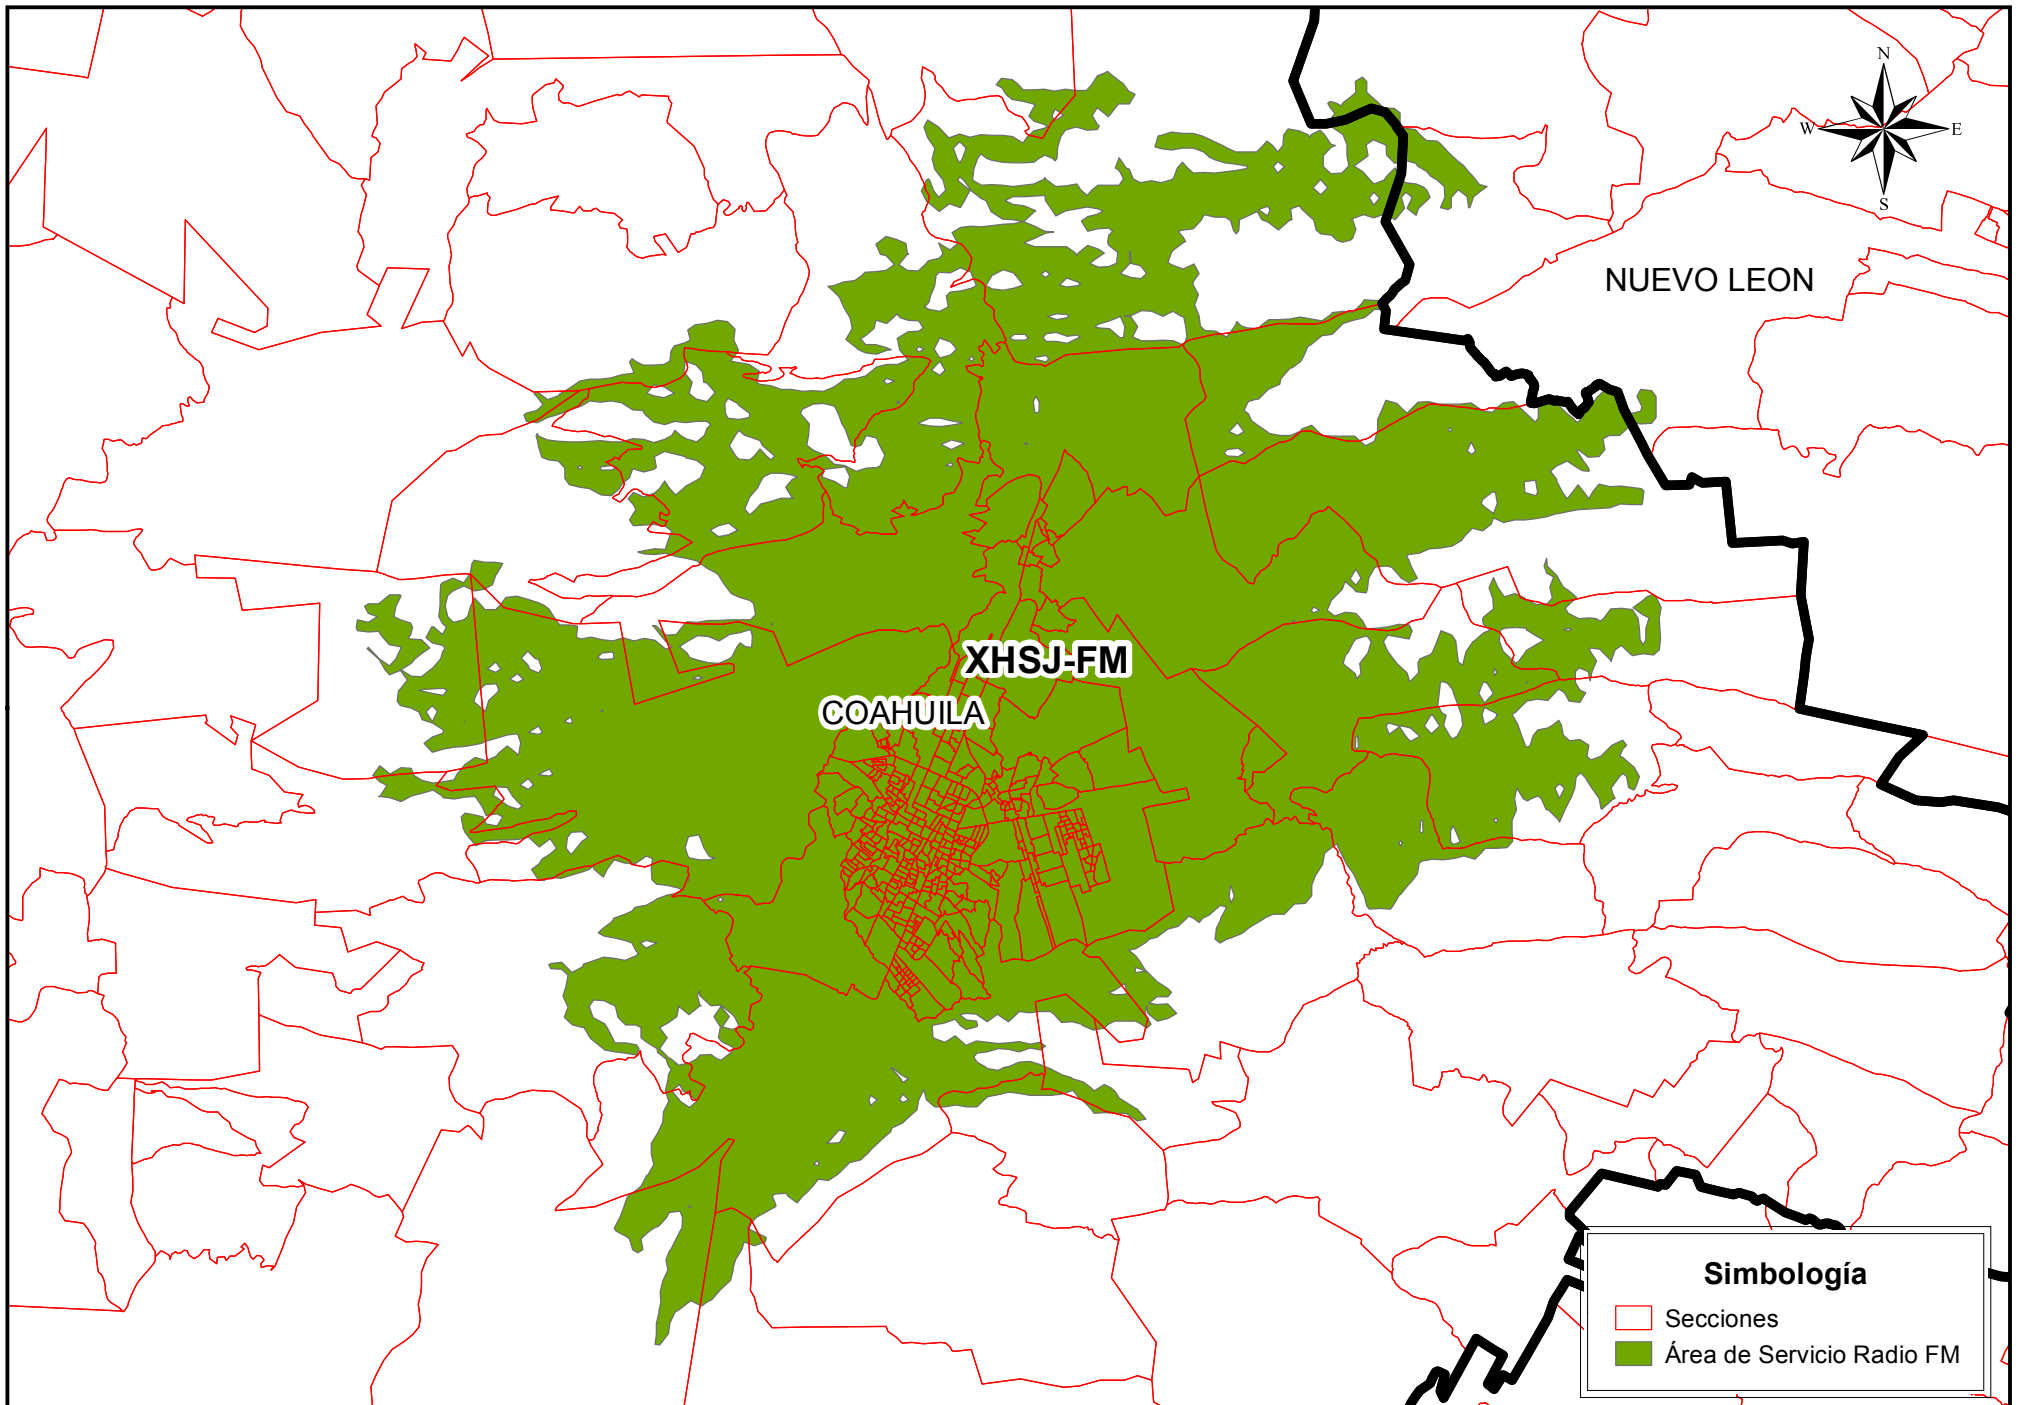 N
W E
S
NUEVO LEON
XHSJ-FM
COAHUILA
Simbología
Secciones
Área de Servicio Radio FM